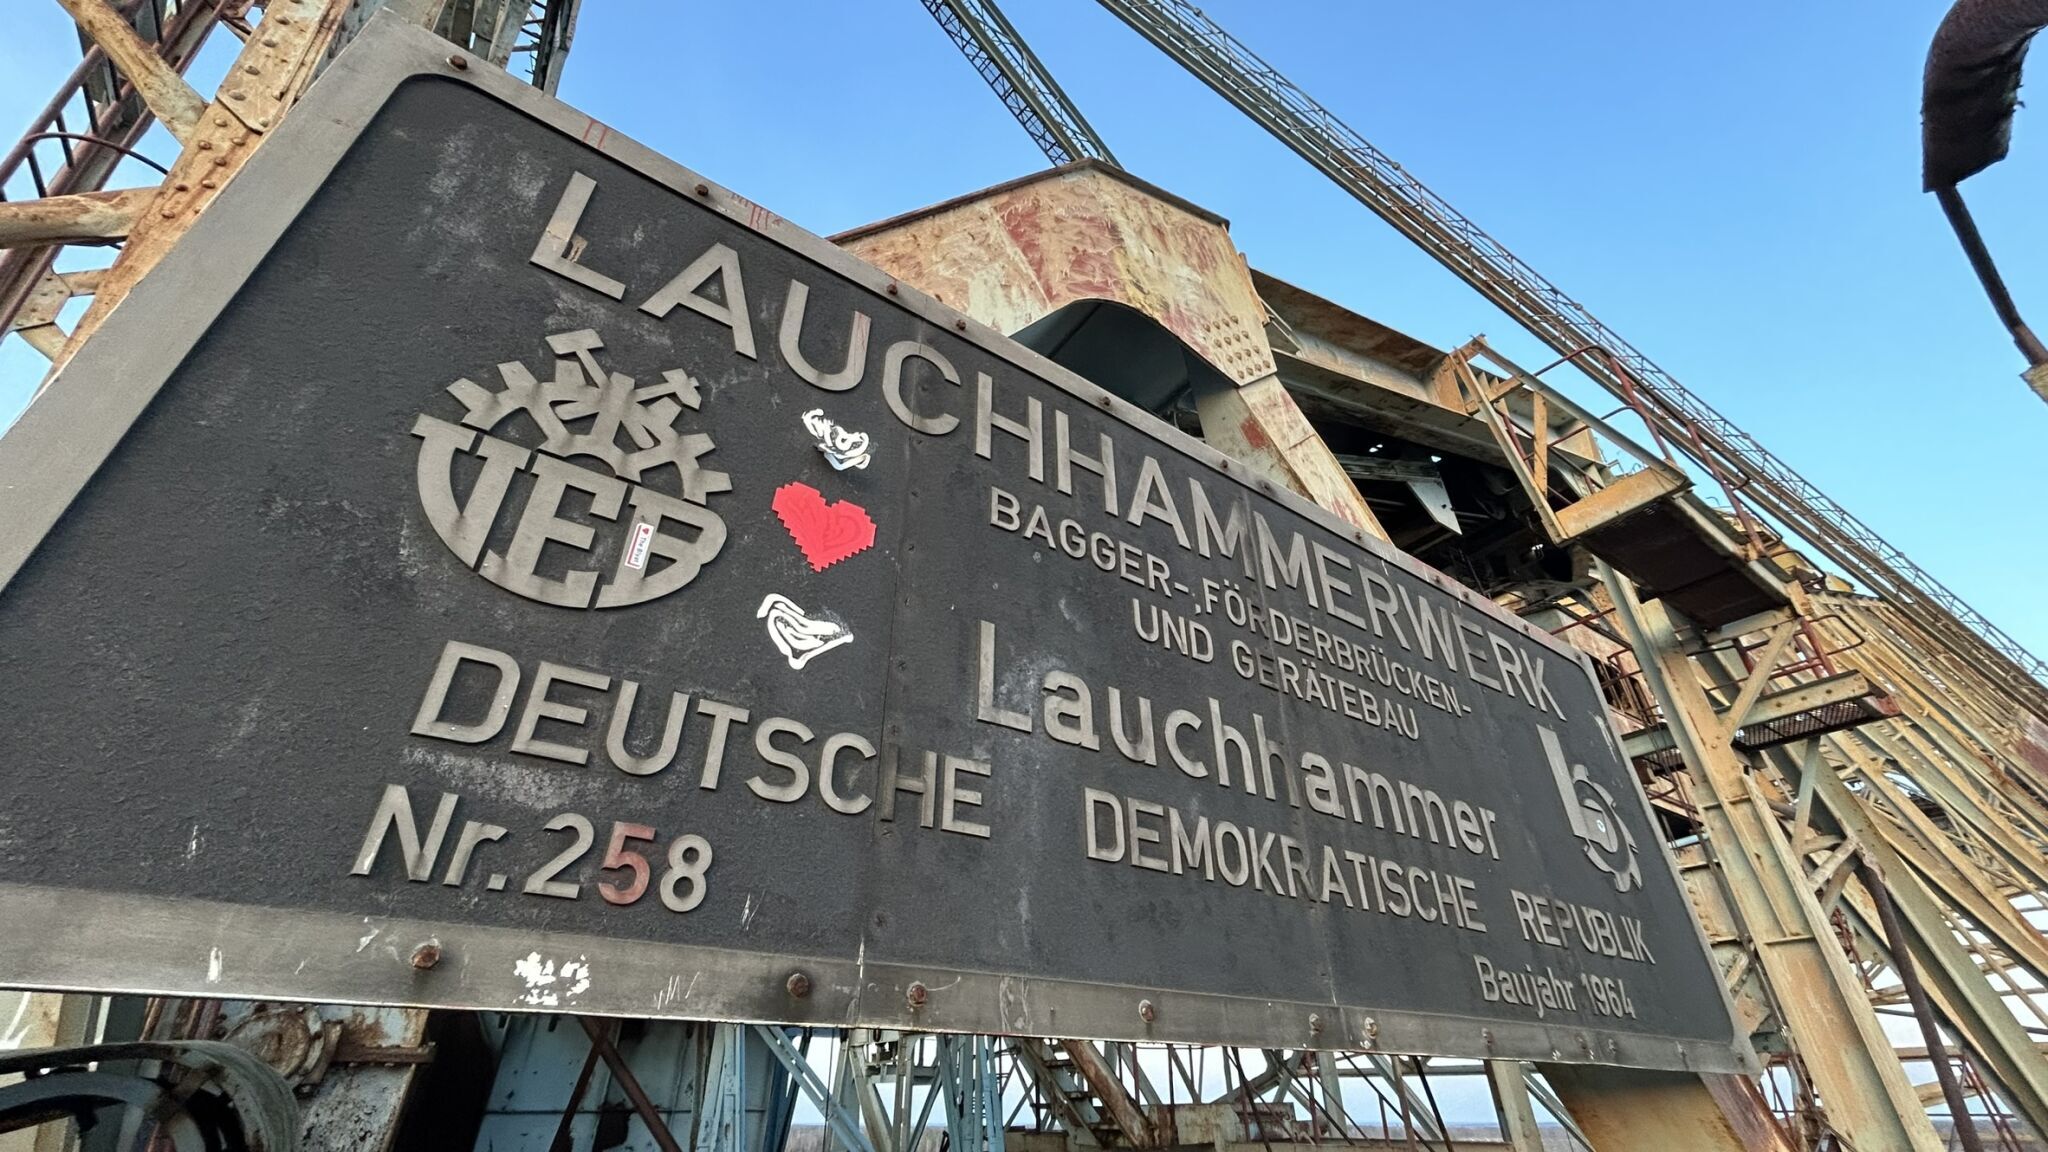 LAUCHHAMMERWERK
VEB
BAGGER-, FÖRDERBRÜCKEN-
UND GERÄTEBAU
Lauchhammer
DEUTSCHE DEMOKRATISCHE REPUBLIK
Nr. 258
Baujahr 1964